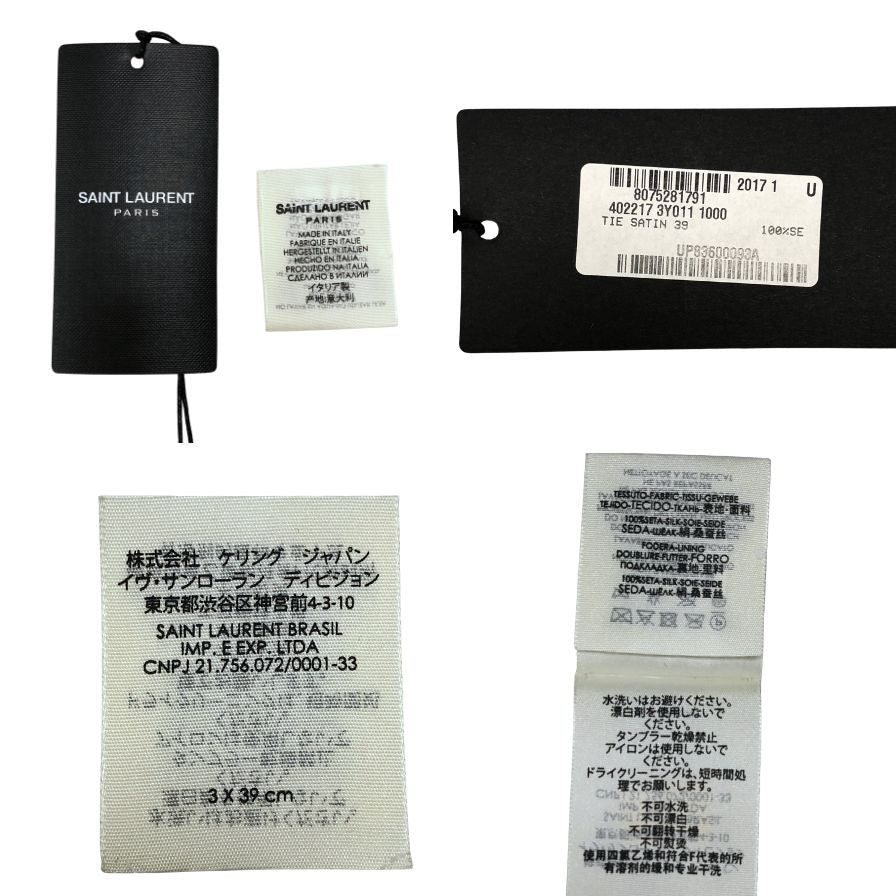 SAINT LAURENT
PARIS
SAINT LAURENT
PARIS
MADE IN ITALY
FABRIQUE EN ITALIE
HERGESTELLT IN ITALIEN
HECHO EN ITALIA
PRODUZIDO NA ITALIA
СДЕЛАНО В ИТАЛИИ
イタリア製
产地:意大利
2017 1 U
8075281791
402217 3Y011 1000
TIE SATIN 39 100%SE
UP83600093A
株式会社 ケリング ジャパン
イヴ・サンローラン ディビジョン
東京都渋谷区神宮前4-3-10
SAINT LAURENT BRASIL
IMP. E EXP. LTDA
CNPJ 21.756.072/0001-33
3 X 39 cm
TESSUTO-FABRIC-TISSU-GEWEBE
TEJIDO-TECIDO-ТКАНЬ-表地-面料
100%SETA-SILK-SOIE-SEIDE
SEDA-ШЕЛК-絹-桑蚕丝
FODERA-LINING
DOUBLURE-FUTTER-FORRO
ПОДКЛАДКА-裏地-里料
100%SETA-SILK-SOIE-SEIDE
SEDA-ШЕЛК-絹-桑蚕丝
水洗いはお避けください。
漂白剤を使用しないで
ください。
タンブラー乾燥禁止
アイロンは使用しないで
ください。
ドライクリーニングは、短時間処
理でお願いします。
不可水洗
不可漂白
不可翻转干燥
不可熨烫
使用四氯乙烯和符合F代表的所
有溶剂的缓和专业干洗